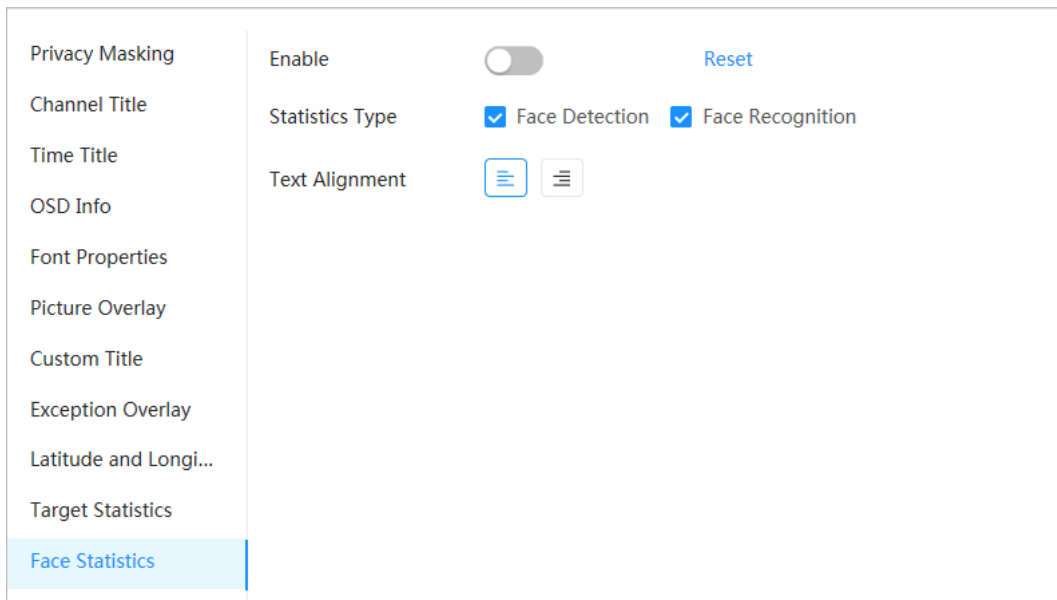 Privacy Masking
Channel Title
Time Title
OSD Info
Font Properties
Picture Overlay
Custom Title
Exception Overlay
Latitude and Longi...
Target Statistics
Face Statistics
Enable Reset
Statistics Type Face Detection Face Recognition
Text Alignment